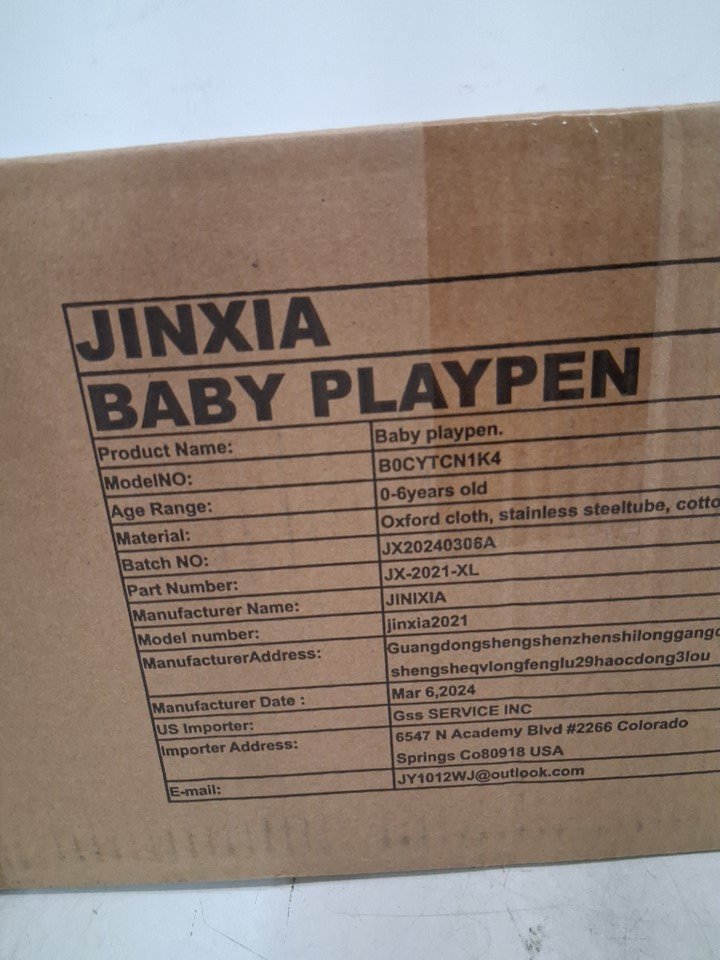 JINXIA
BABY PLAYPEN
Product Name: Baby playpen.
ModelNO: B0CYTCN1K4
Age Range: 0-6years old
Material: Oxford cloth, stainless steeltube, cotto
Batch NO: JX20240306A
Part Number: JX-2021-XL
Manufacturer Name: JINIXIA
Model number: jinxia2021
ManufacturerAddress: Guangdongshengshenzhenshilonggangq
shengsheqvlongfenglu29haocdong3lou
Manufacturer Date : Mar 6,2024
US Importer: Gss SERVICE INC
Importer Address: 6547 N Academy Blvd #2266 Colorado
Springs Co80918 USA
E-mail: JY1012WJ@outlook.com